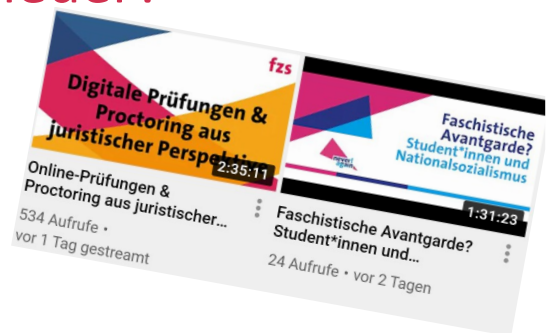 fzs
Digitale Prüfungen &
Proctoring aus
juristischer Perspektive
2:35:11
Online-Prüfungen &
Proctoring aus juristischer...
534 Aufrufe •
vor 1 Tag gestreamt
Faschistische
Avantgarde?
Student*innen und
Nationalsozialismus
never
again
1:31:23
Faschistische Avantgarde?
Student*innen und...
24 Aufrufe • vor 2 Tagen